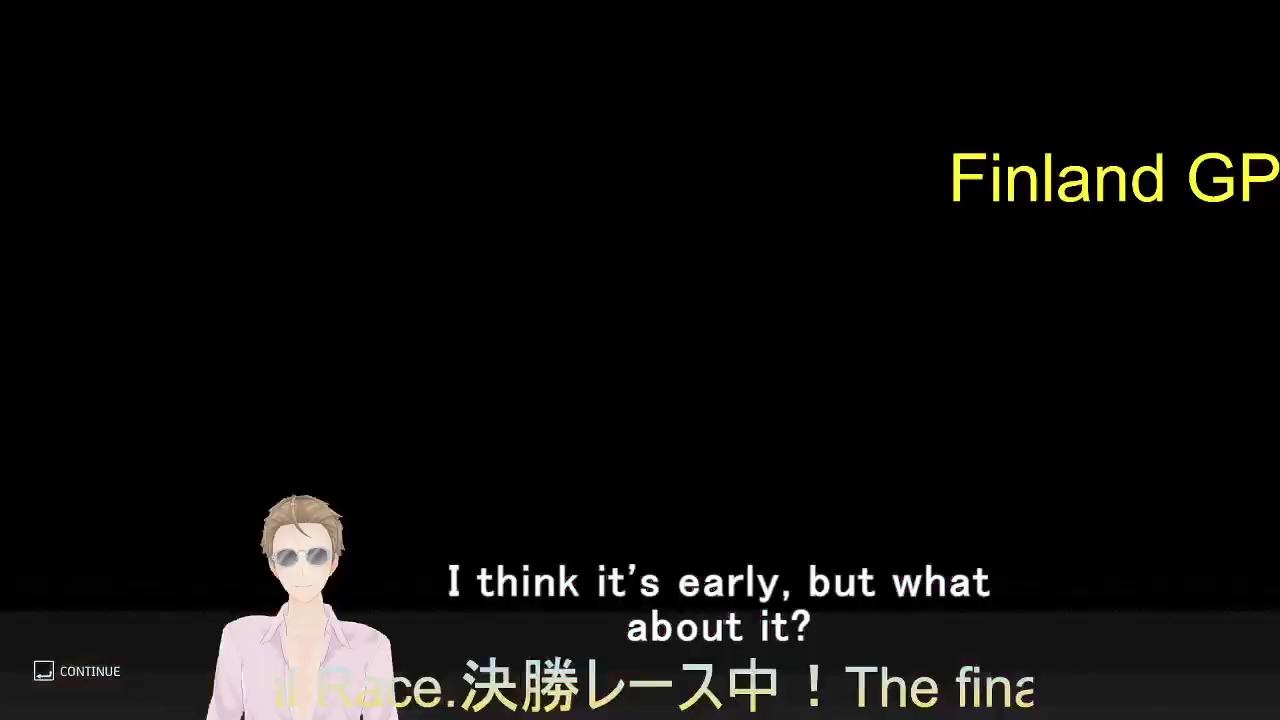 Finland GP
I think it's early, but what
about it?
CONTINUE
Race.決勝レース中！The fina